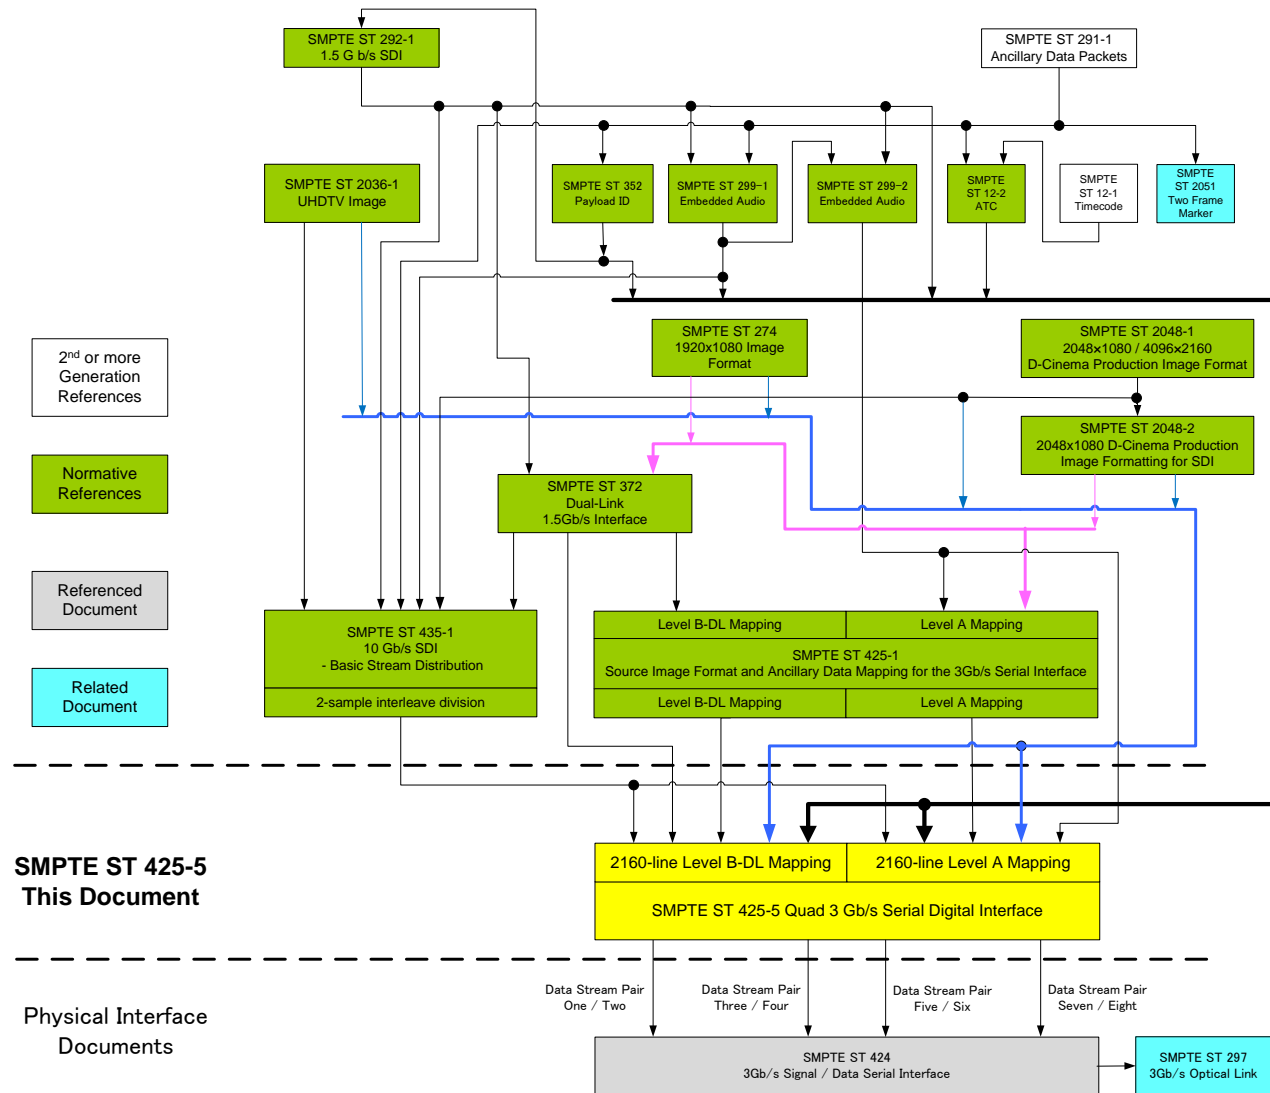 SMPTE ST 292-1
1.5 G b/s SDI
SMPTE ST 291-1
Ancillary Data Packets
SMPTE ST 2036-1
UHDTV Image
SMPTE ST 352
Payload ID
SMPTE ST 299-1
Embedded Audio
SMPTE ST 299-2
Embedded Audio
SMPTE
ST 12-2
ATC
SMPTE
ST 12-1
Timecode
SMPTE
ST 2051
Two Frame
Marker
2nd or more
Generation
References
SMPTE ST 274
1920x1080 Image
Format
SMPTE ST 2048-1
2048×1080 / 4096×2160
D-Cinema Production Image Format
SMPTE ST 2048-2
2048x1080 D-Cinema Production
Image Formatting for SDI
Normative
References
SMPTE ST 372
Dual-Link
1.5Gb/s Interface
Referenced
Document
SMPTE ST 435-1
10 Gb/s SDI
- Basic Stream Distribution
2-sample interleave division
Level B-DL Mapping
Level A Mapping
SMPTE ST 425-1
Source Image Format and Ancillary Data Mapping for the 3Gb/s Serial Interface
Level B-DL Mapping
Level A Mapping
Related
Document
SMPTE ST 425-5
This Document
2160-line Level B-DL Mapping
2160-line Level A Mapping
SMPTE ST 425-5 Quad 3 Gb/s Serial Digital Interface
Physical Interface
Documents
Data Stream Pair
One / Two
Data Stream Pair
Three / Four
Data Stream Pair
Five / Six
Data Stream Pair
Seven / Eight
SMPTE ST 424
3Gb/s Signal / Data Serial Interface
SMPTE ST 297
3Gb/s Optical Link